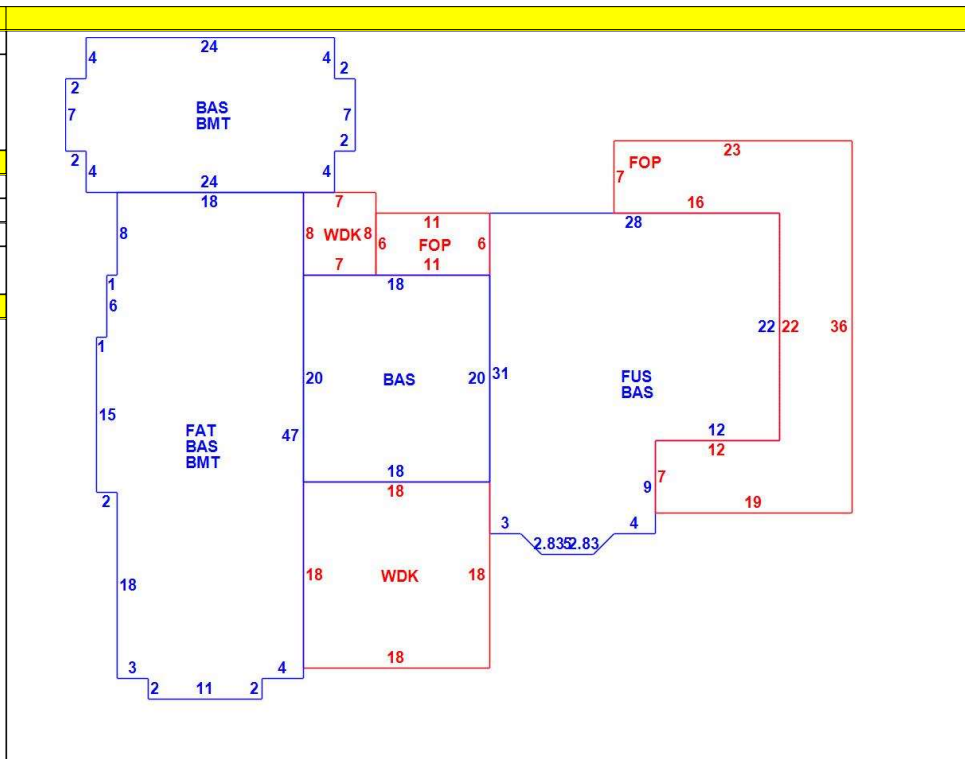 24
4 4
2 2
7 BAS 7
BMT
2 2
4 4
24
18
23
FOP
7
16
7
8 8 WDK 8
11
28
6 FOP 6
7 11
1
18
6
1
22 22 36
20 BAS 20 31
FUS
BAS
15
FAT
BAS
BMT
47
12
12
18
18
2
9 7
19
3 4
2.83 5 2.83
18 18 WDK 18
18
3 4
2 11 2